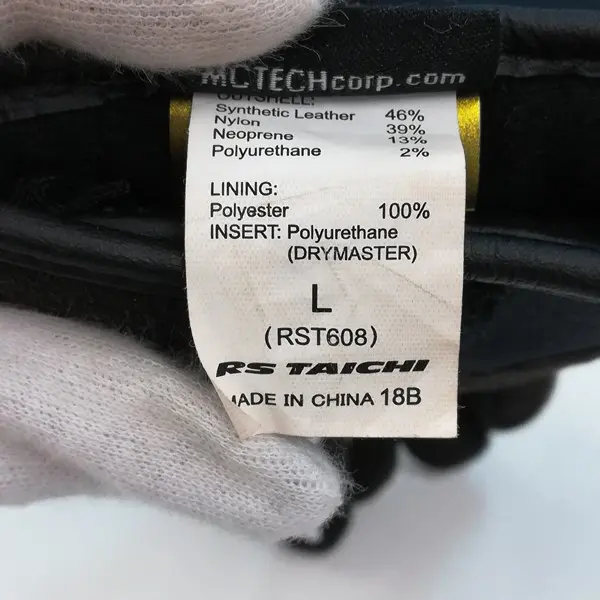 MCTECHcorp.com
OUTSHELL:
Synthetic Leather 46%
Nylon 39%
Neoprene 13%
Polyurethane 2%
LINING:
Polyester 100%
INSERT: Polyurethane
(DRYMASTER)
L
(RST608)
RS TAICHI
MADE IN CHINA 18B